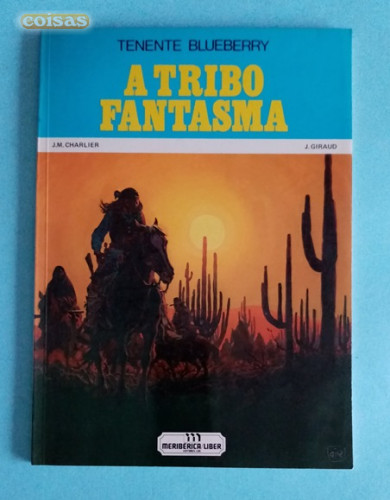 coisas
TENENTE BLUEBERRY
A TRIBO
FANTASMA
J.M. CHARLIER
J. GIRAUD
MERIBÉRICA/LIBER